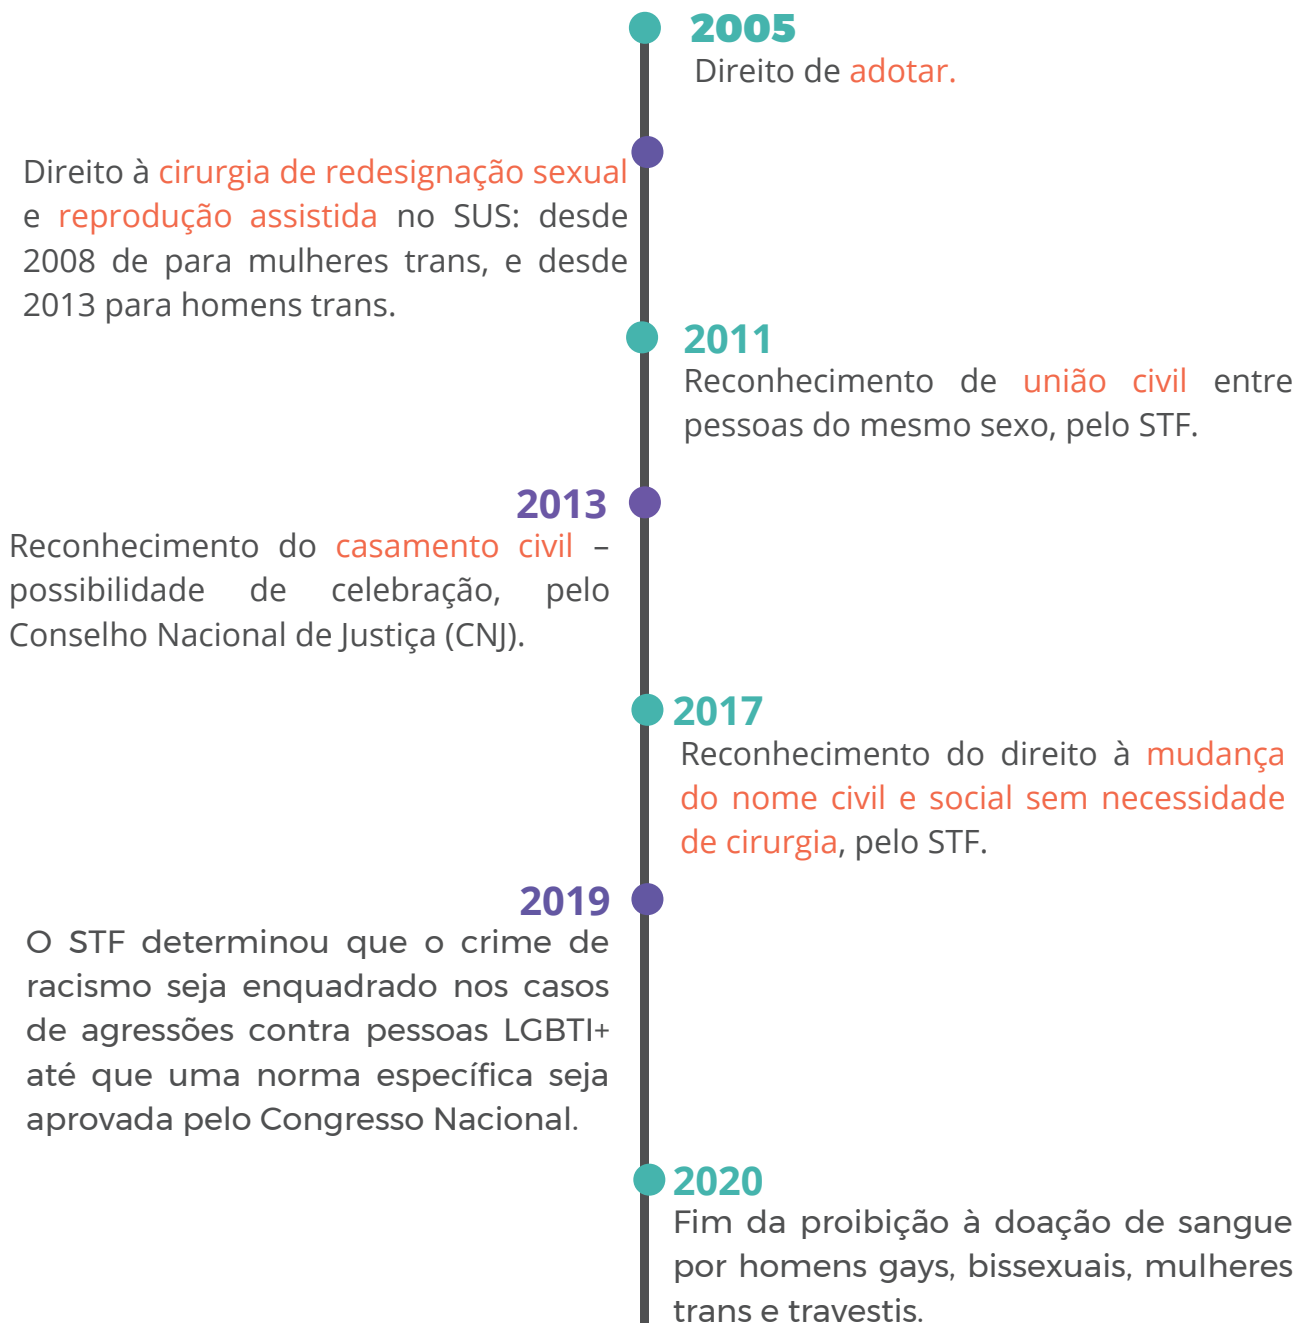 2005
Direito de adotar.
Direito à cirurgia de redesignação sexual
e reprodução assistida no SUS: desde
2008 de para mulheres trans, e desde
2013 para homens trans.
2011
Reconhecimento de união civil entre
pessoas do mesmo sexo, pelo STF.
2013
Reconhecimento do casamento civil –
possibilidade de celebração, pelo
Conselho Nacional de Justiça (CNJ).
2017
Reconhecimento do direito à mudança
do nome civil e social sem necessidade
de cirurgia, pelo STF.
2019
O STF determinou que o crime de
racismo seja enquadrado nos casos
de agressões contra pessoas LGBTI+
até que uma norma específica seja
aprovada pelo Congresso Nacional.
2020
Fim da proibição à doação de sangue
por homens gays, bissexuais, mulheres
trans e travestis.